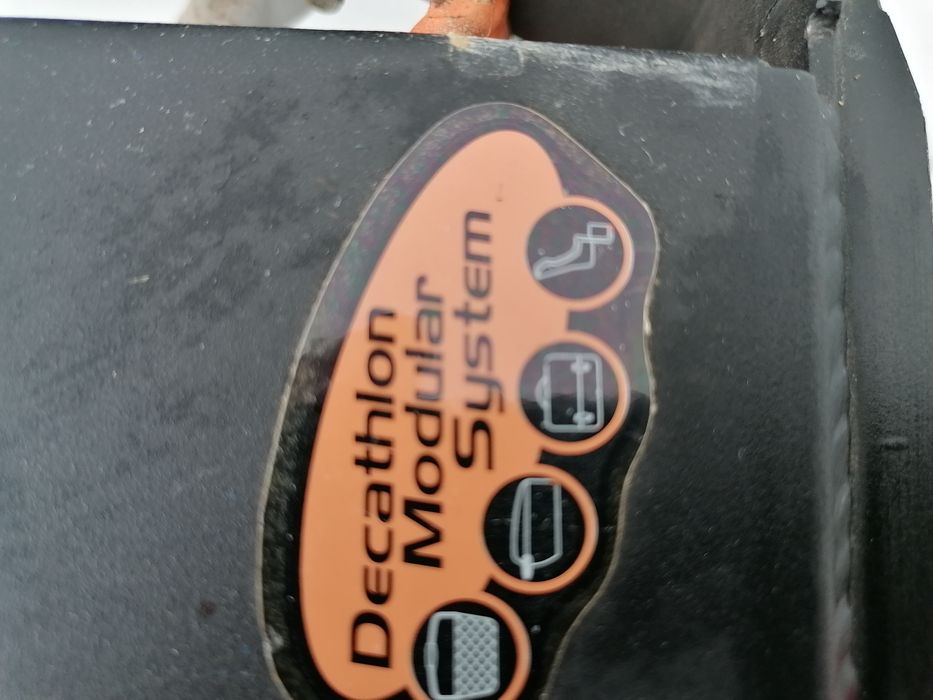 Decathlon
Modular
System